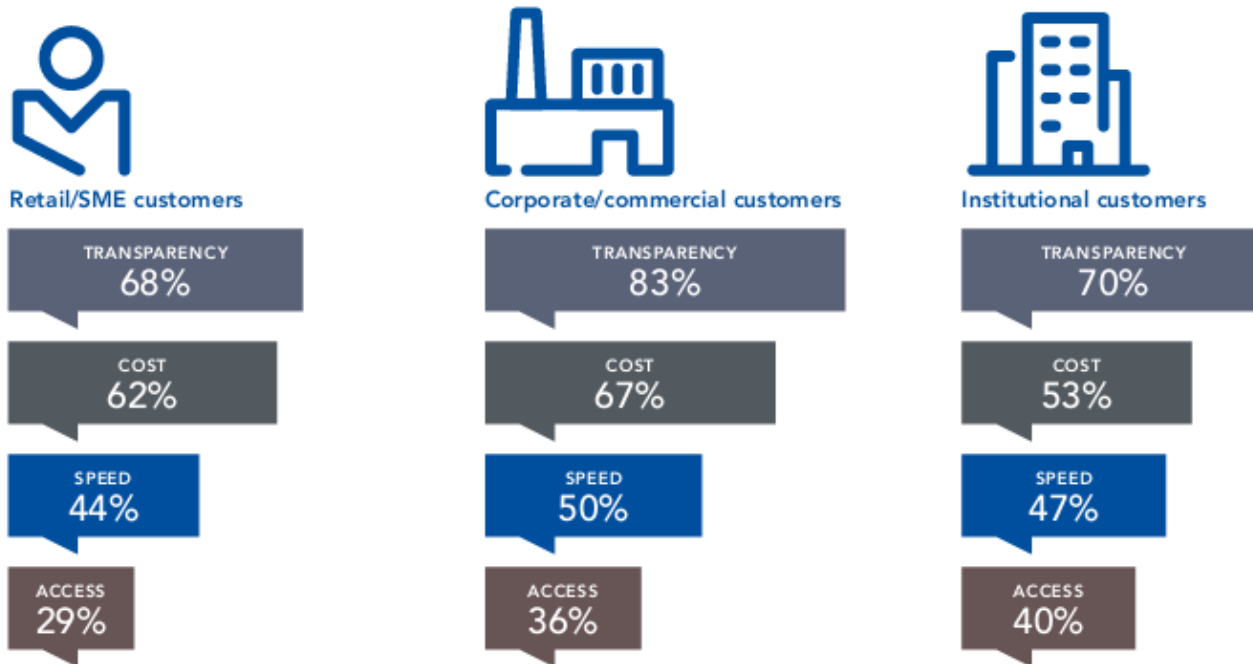 Retail/SME customers
TRANSPARENCY
68%
COST
62%
SPEED
44%
ACCESS
29%
Corporate/commercial customers
TRANSPARENCY
83%
COST
67%
SPEED
50%
ACCESS
36%
Institutional customers
TRANSPARENCY
70%
COST
53%
SPEED
47%
ACCESS
40%